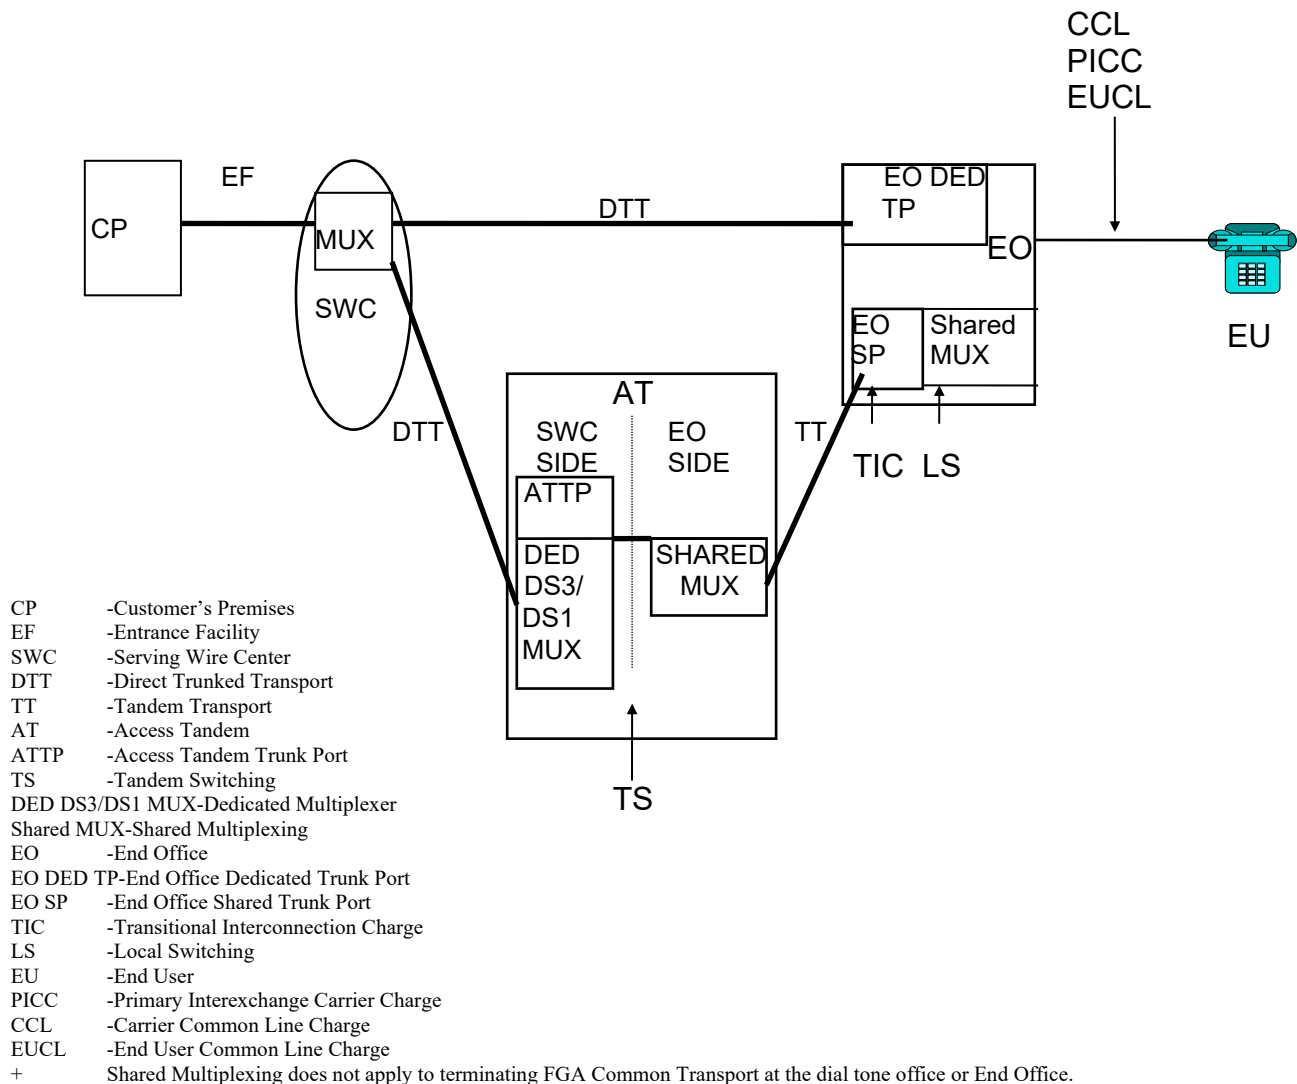 CCL
PICC
EUCL
EF
CP
MUX
SWC
DTT
EO DED
TP
EO
EO
SP
Shared
MUX
EU
DTT
AT
SWC
SIDE
EO
SIDE
TT
TIC
LS
ATTP
DED
DS3/
DS1
MUX
SHARED
MUX
TS
CP -Customer’s Premises
EF -Entrance Facility
SWC -Serving Wire Center
DTT -Direct Trunked Transport
TT -Tandem Transport
AT -Access Tandem
ATTP -Access Tandem Trunk Port
TS -Tandem Switching
DED DS3/DS1 MUX-Dedicated Multiplexer
Shared MUX-Shared Multiplexing
EO -End Office
EO DED TP-End Office Dedicated Trunk Port
EO SP -End Office Shared Trunk Port
TIC -Transitional Interconnection Charge
LS -Local Switching
EU -End User
PICC -Primary Interexchange Carrier Charge
CCL -Carrier Common Line Charge
EUCL -End User Common Line Charge
+ Shared Multiplexing does not apply to terminating FGA Common Transport at the dial tone office or End Office.